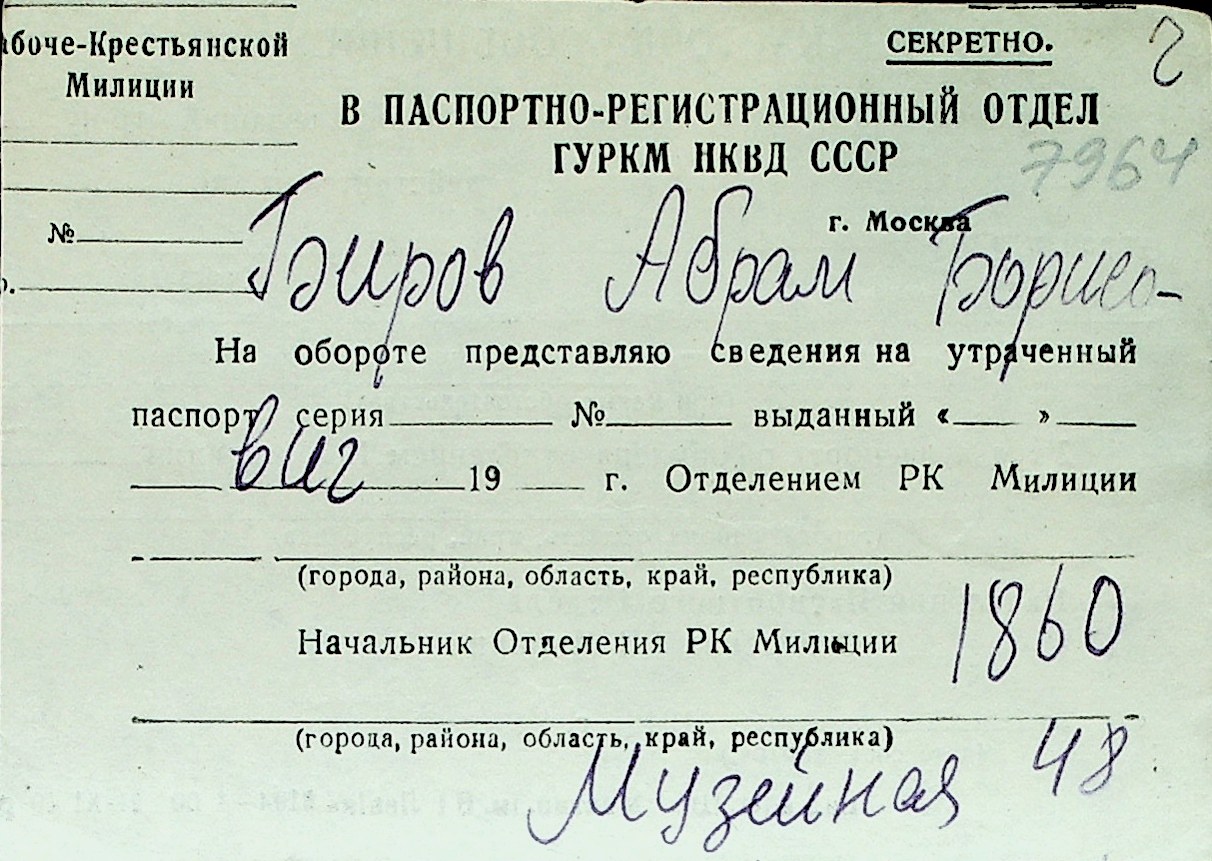 абоче-Крестьянской
Милиции
СЕКРЕТНО.
В ПАСПОРТНО-РЕГИСТРАЦИОННЫЙ ОТДЕЛ
ГУРКМ НКВД СССР
7964
г. Москва
№
Абрам Борисо-
На обороте представляю сведения на утраченный
паспорт серия № выданный « »
вич
19 г. Отделением РК Милиции
(города, района, область, край, республика)
1860
Начальник Отделения РК Милиции
(города, района, область, край, республика)
Музейная 48